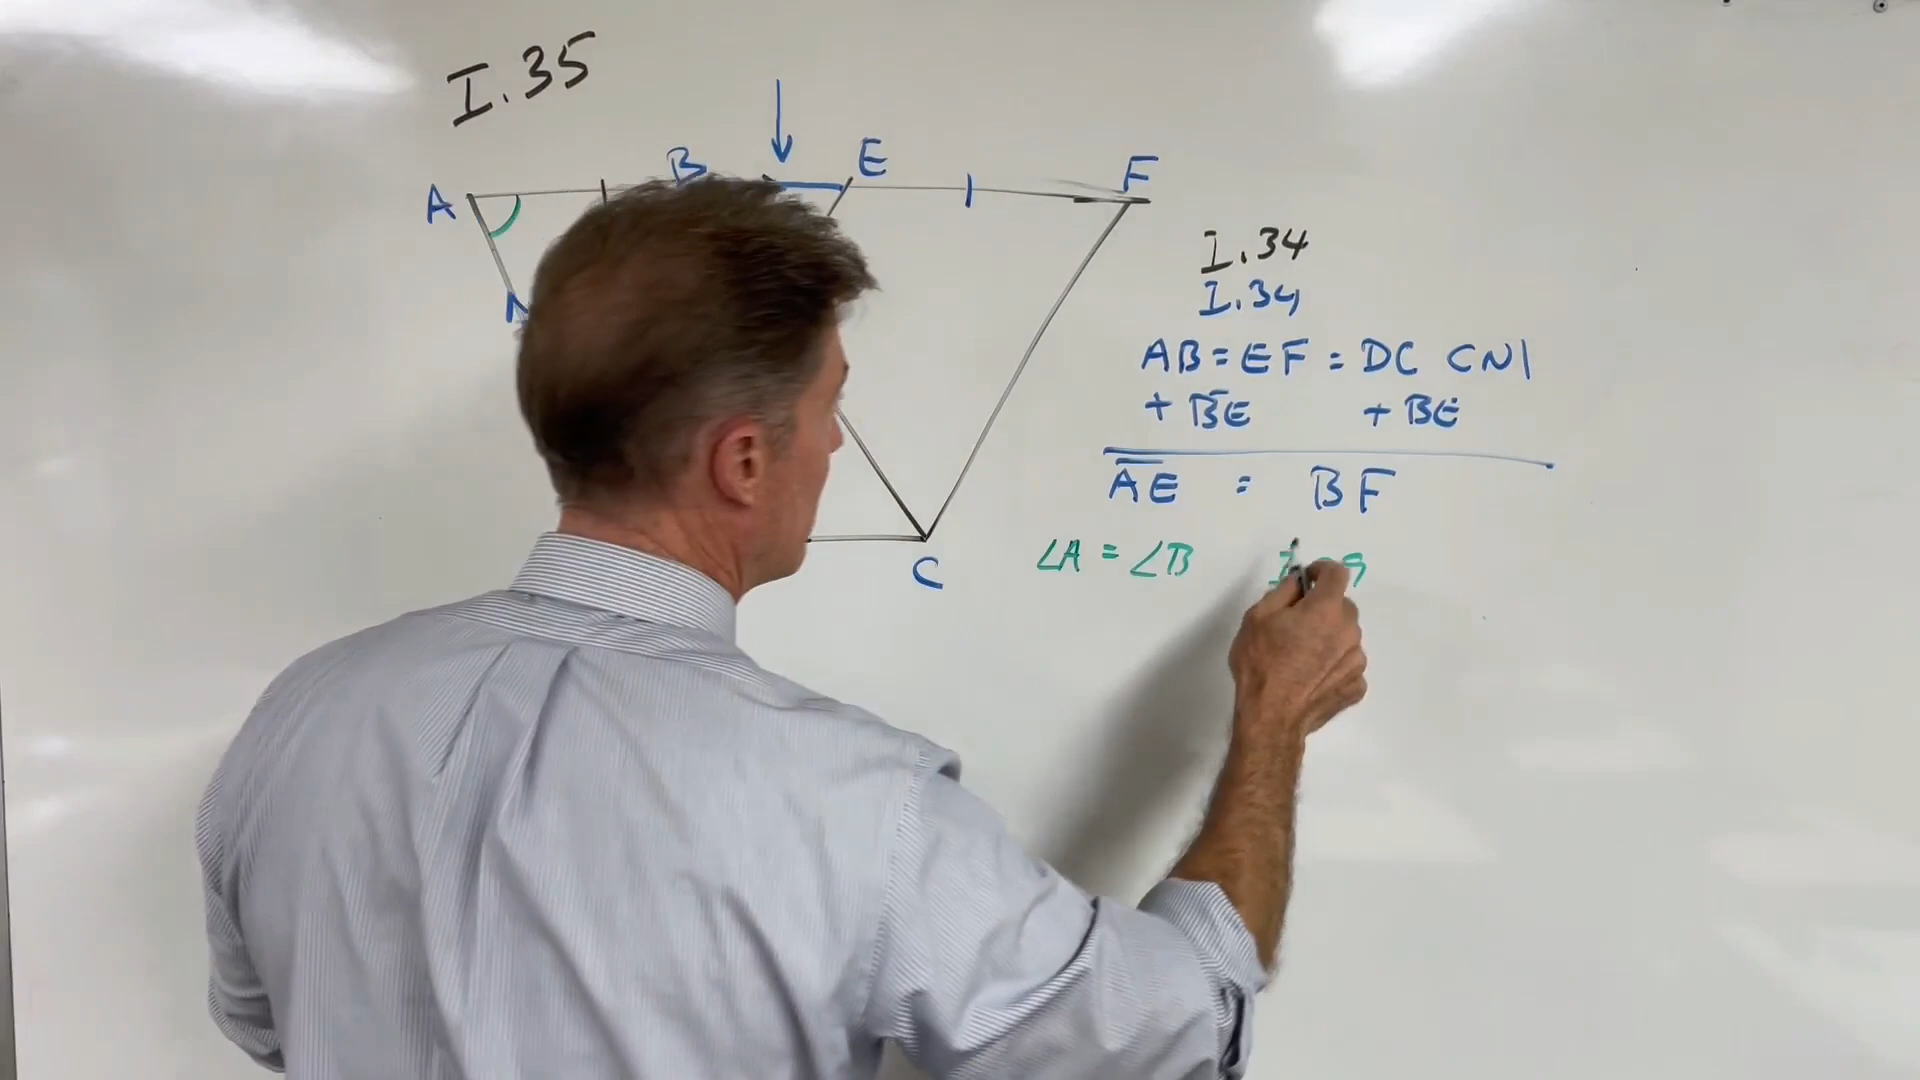 I.35
A B E F
I.34
I.34
AB = EF = DC CN1
+ BE + BE
AE = BF
C
∠A = ∠B